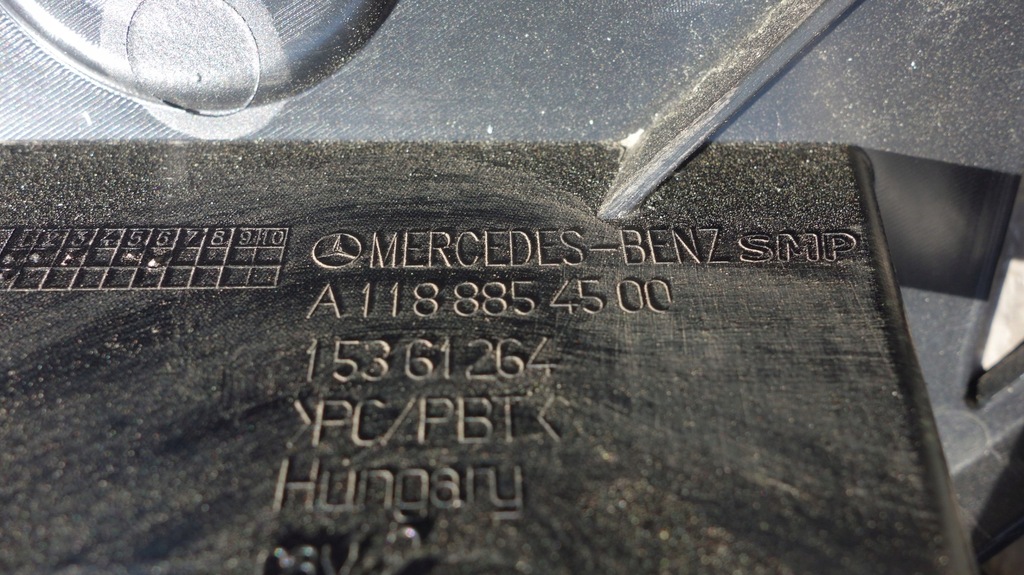 1 2 3 4 5 6 7 8 9 10
MERCEDES-BENZ SMP
A 118 885 45 00
153 61 264
>PC/PBT<
Hungary